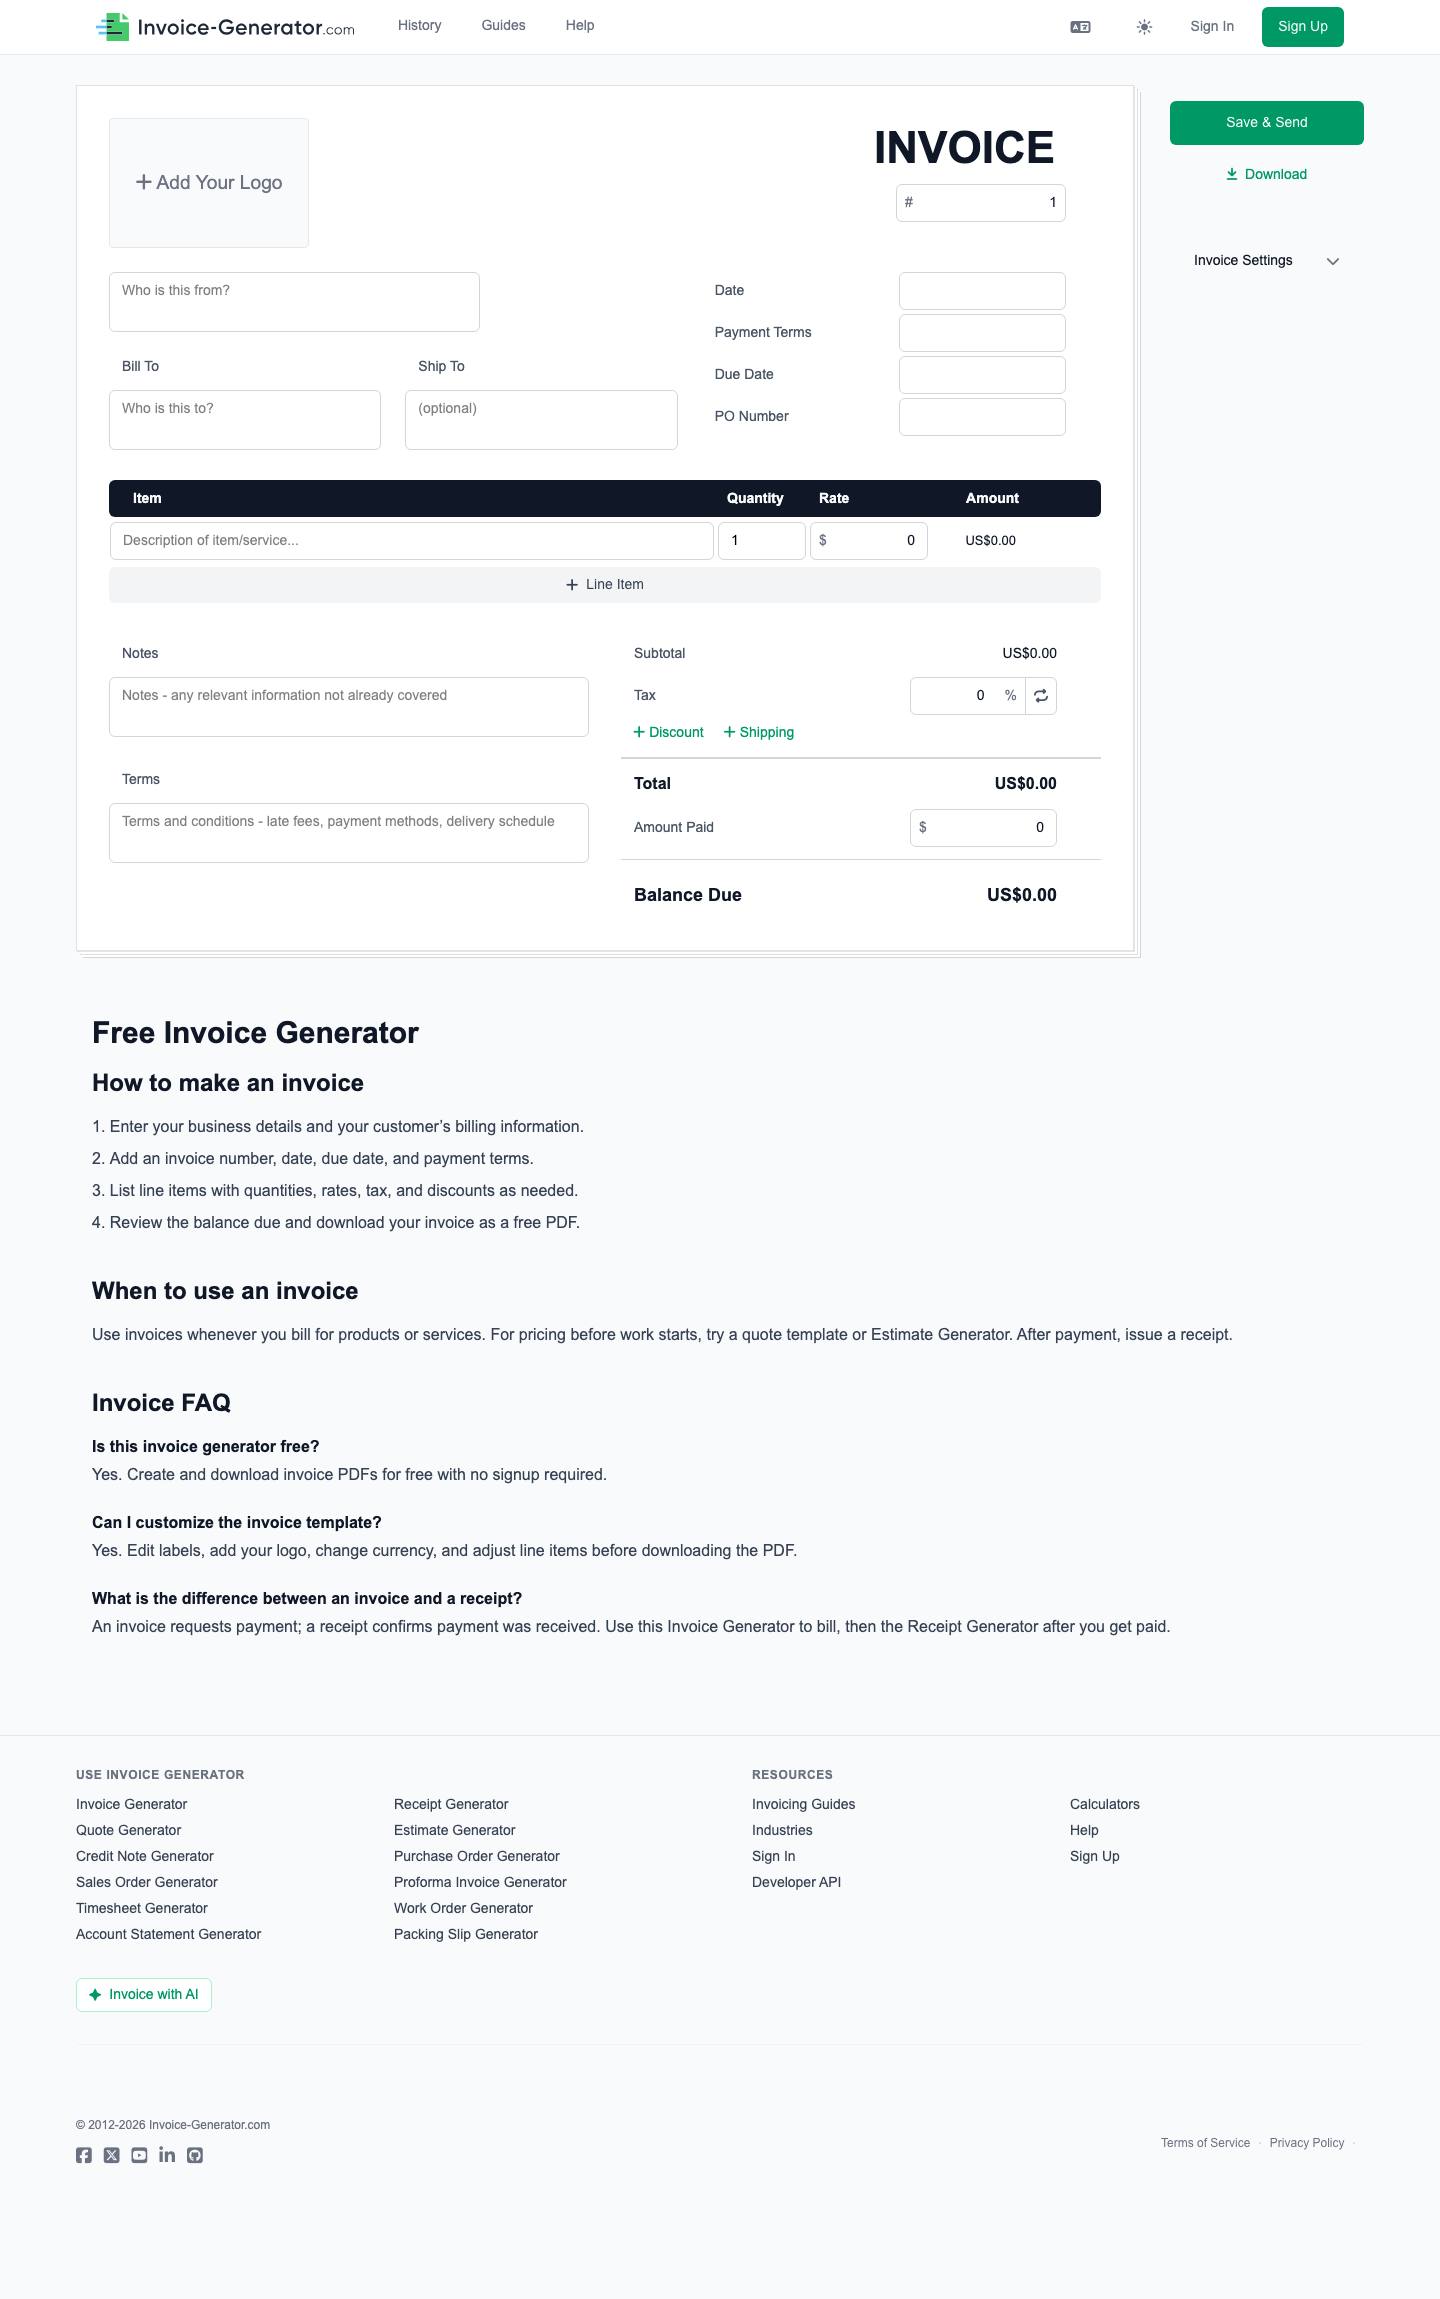 Invoice-Generator.com
History
Guides
Help
Sign In
Sign Up
Add Your Logo
INVOICE
# 1
Save & Send
Download
Invoice Settings
Who is this from?
Date
Payment Terms
Due Date
PO Number
Bill To
Ship To
Who is this to?
(optional)
Item Quantity Rate Amount
Description of item/service... 1 $ 0 US$0.00
Line Item
Notes
Notes - any relevant information not already covered
Terms
Terms and conditions - late fees, payment methods, delivery schedule
Subtotal US$0.00
Tax 0 %
Discount Shipping
Total US$0.00
Amount Paid $ 0
Balance Due US$0.00
Free Invoice Generator
How to make an invoice
1. Enter your business details and your customer’s billing information.
2. Add an invoice number, date, due date, and payment terms.
3. List line items with quantities, rates, tax, and discounts as needed.
4. Review the balance due and download your invoice as a free PDF.
When to use an invoice
Use invoices whenever you bill for products or services. For pricing before work starts, try a quote template or Estimate Generator. After payment, issue a receipt.
Invoice FAQ
Is this invoice generator free?
Yes. Create and download invoice PDFs for free with no signup required.
Can I customize the invoice template?
Yes. Edit labels, add your logo, change currency, and adjust line items before downloading the PDF.
What is the difference between an invoice and a receipt?
An invoice requests payment; a receipt confirms payment was received. Use this Invoice Generator to bill, then the Receipt Generator after you get paid.
USE INVOICE GENERATOR
Invoice Generator
Quote Generator
Credit Note Generator
Sales Order Generator
Timesheet Generator
Account Statement Generator
Receipt Generator
Estimate Generator
Purchase Order Generator
Proforma Invoice Generator
Work Order Generator
Packing Slip Generator
RESOURCES
Invoicing Guides
Industries
Sign In
Developer API
Calculators
Help
Sign Up
Invoice with AI
© 2012-2026 Invoice-Generator.com
Terms of Service · Privacy Policy ·